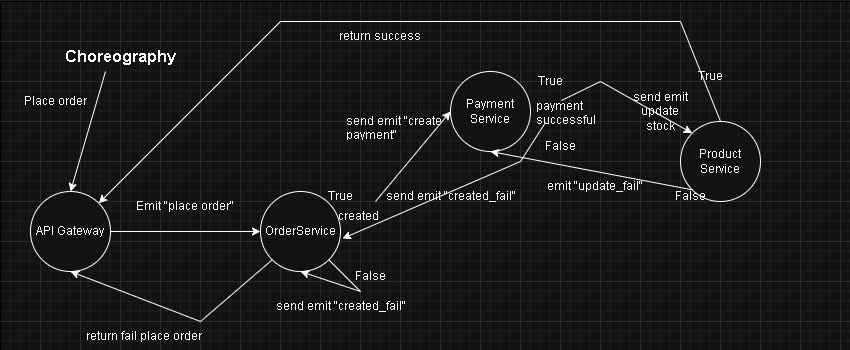 return success
Choreography
Place order
True
Payment
Service
payment
successful
True
send emit
update
stock
send emit "create
payment"
False
Product
Service
emit "update_fail"
True
send emit "created_fail"
False
Emit "place order"
created
API Gateway
OrderService
False
send emit "created_fail"
return fail place order